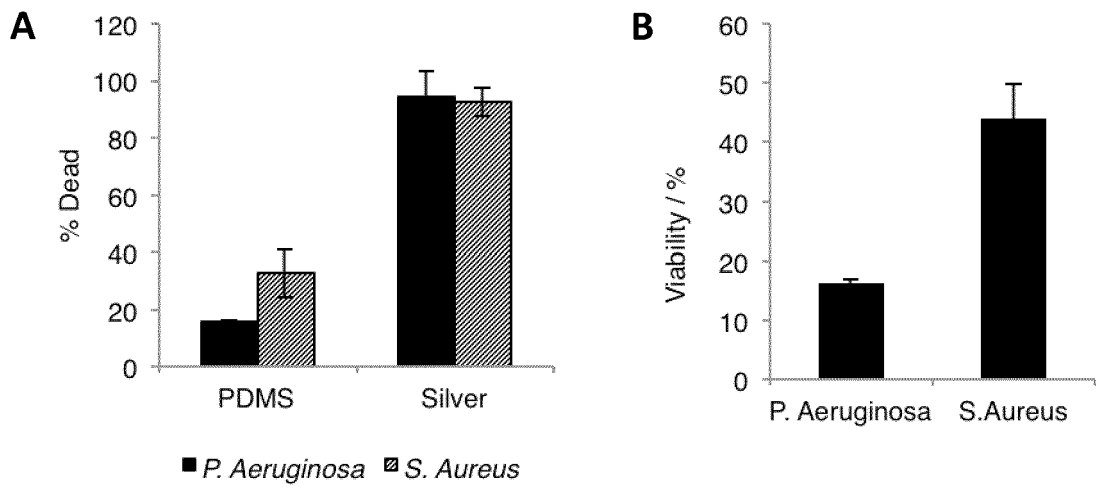 A
120
100
80
60
40
20
0
% Dead
PDMS Silver
P. Aeruginosa S. Aureus
B
60
50
40
30
20
10
0
Viability / %
P. Aeruginosa S.Aureus